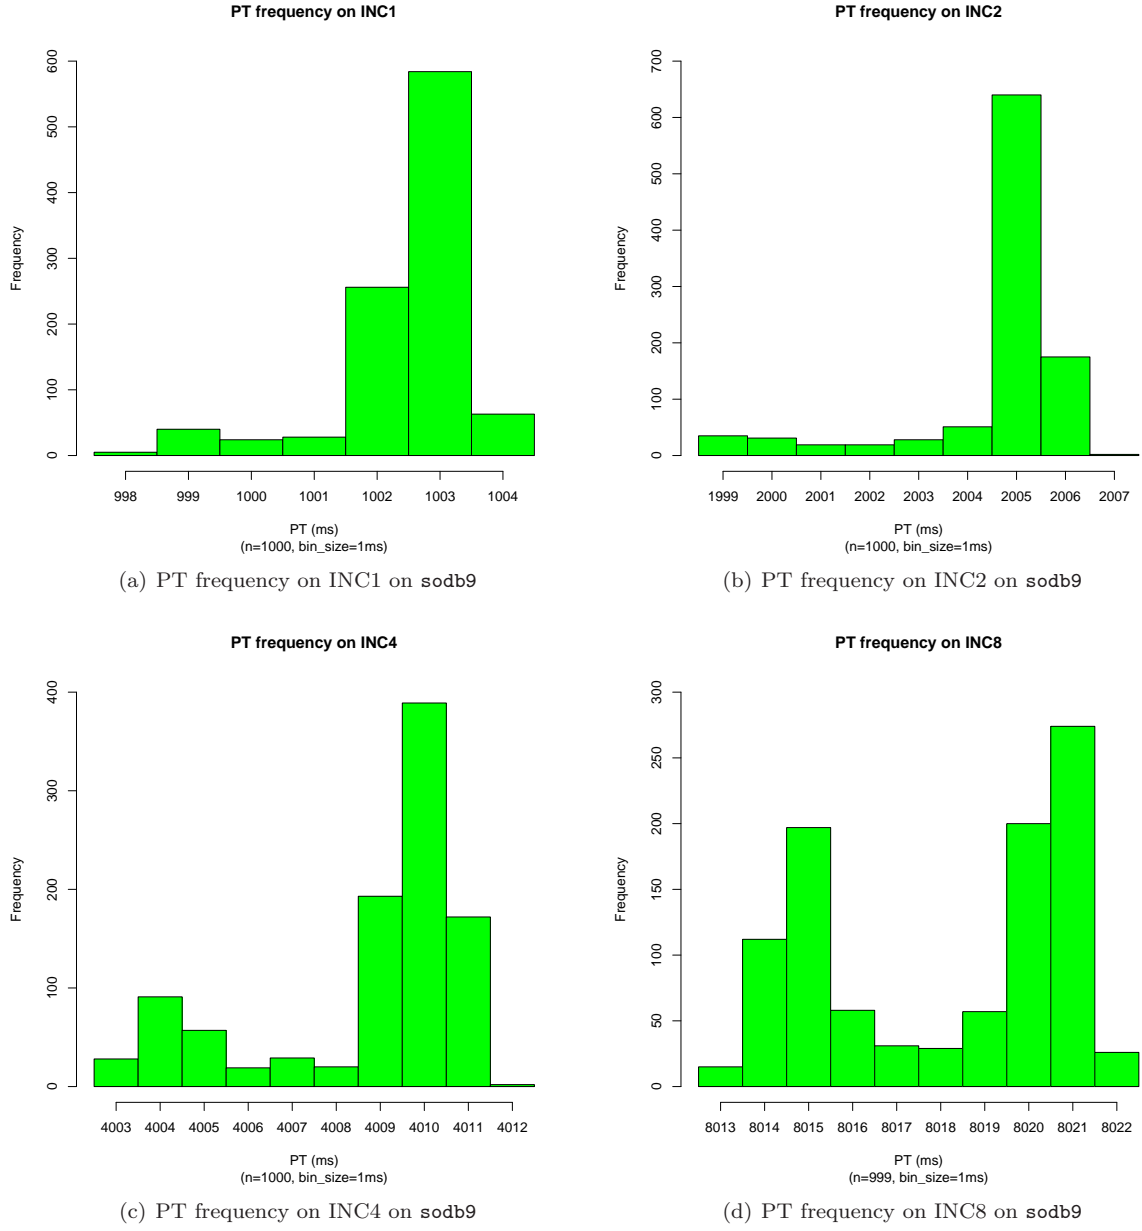 PT frequency on INC1
Frequency
0 100 200 300 400 500 600
998 999 1000 1001 1002 1003 1004
PT (ms)
(n=1000, bin_size=1ms)
(a) PT frequency on INC1 on sodb9
PT frequency on INC2
Frequency
0 100 200 300 400 500 600 700
1999 2000 2001 2002 2003 2004 2005 2006 2007
PT (ms)
(n=1000, bin_size=1ms)
(b) PT frequency on INC2 on sodb9
PT frequency on INC4
Frequency
0 100 200 300 400
4003 4004 4005 4006 4007 4008 4009 4010 4011 4012
PT (ms)
(n=1000, bin_size=1ms)
(c) PT frequency on INC4 on sodb9
PT frequency on INC8
Frequency
0 50 100 150 200 250 300
8013 8014 8015 8016 8017 8018 8019 8020 8021 8022
PT (ms)
(n=999, bin_size=1ms)
(d) PT frequency on INC8 on sodb9